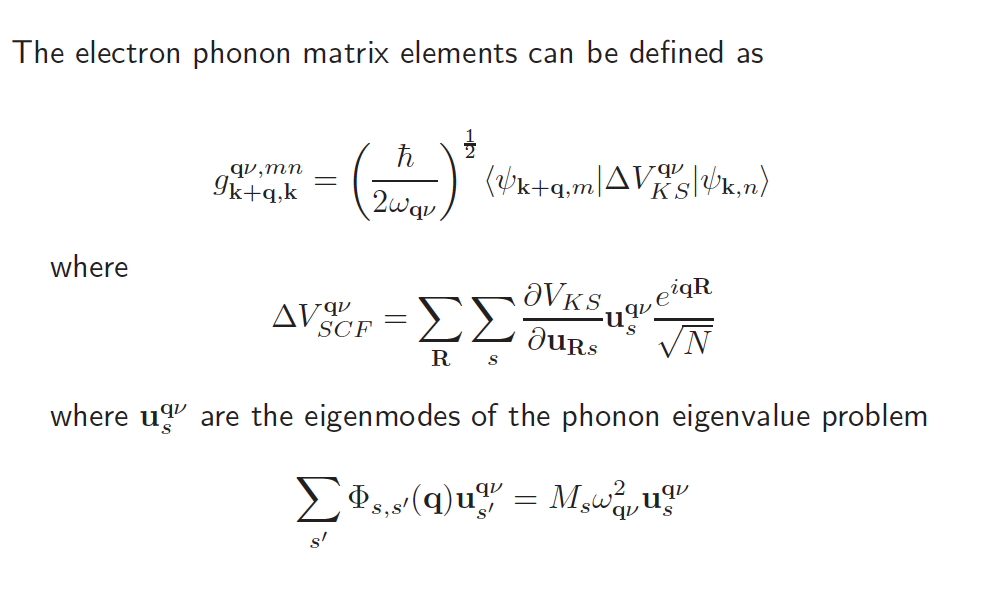 The electron phonon matrix elements can be defined as
$g_{\mathbf{k+q},\mathbf{k}}^{\mathbf{q}\nu,mn} = \left(\frac{\hbar}{2\omega_{\mathbf{q}\nu}}\right)^{\frac{1}{2}} \langle\psi_{\mathbf{k+q},m}|\Delta V_{KS}^{\mathbf{q}\nu}|\psi_{\mathbf{k},n}\rangle$
where
$\Delta V_{SCF}^{\mathbf{q}\nu} = \sum_{\mathbf{R}}\sum_{s}\frac{\partial V_{KS}}{\partial \mathbf{u}_{\mathbf{R}s}}\mathbf{u}_{s}^{\mathbf{q}\nu}\frac{e^{i\mathbf{qR}}}{\sqrt{N}}$
where $\mathbf{u}_{s}^{\mathbf{q}\nu}$ are the eigenmodes of the phonon eigenvalue problem
$\sum_{s'}\Phi_{s,s'}(\mathbf{q})\mathbf{u}_{s'}^{\mathbf{q}\nu} = M_{s}\omega_{\mathbf{q}\nu}^{2}\mathbf{u}_{s}^{\mathbf{q}\nu}$